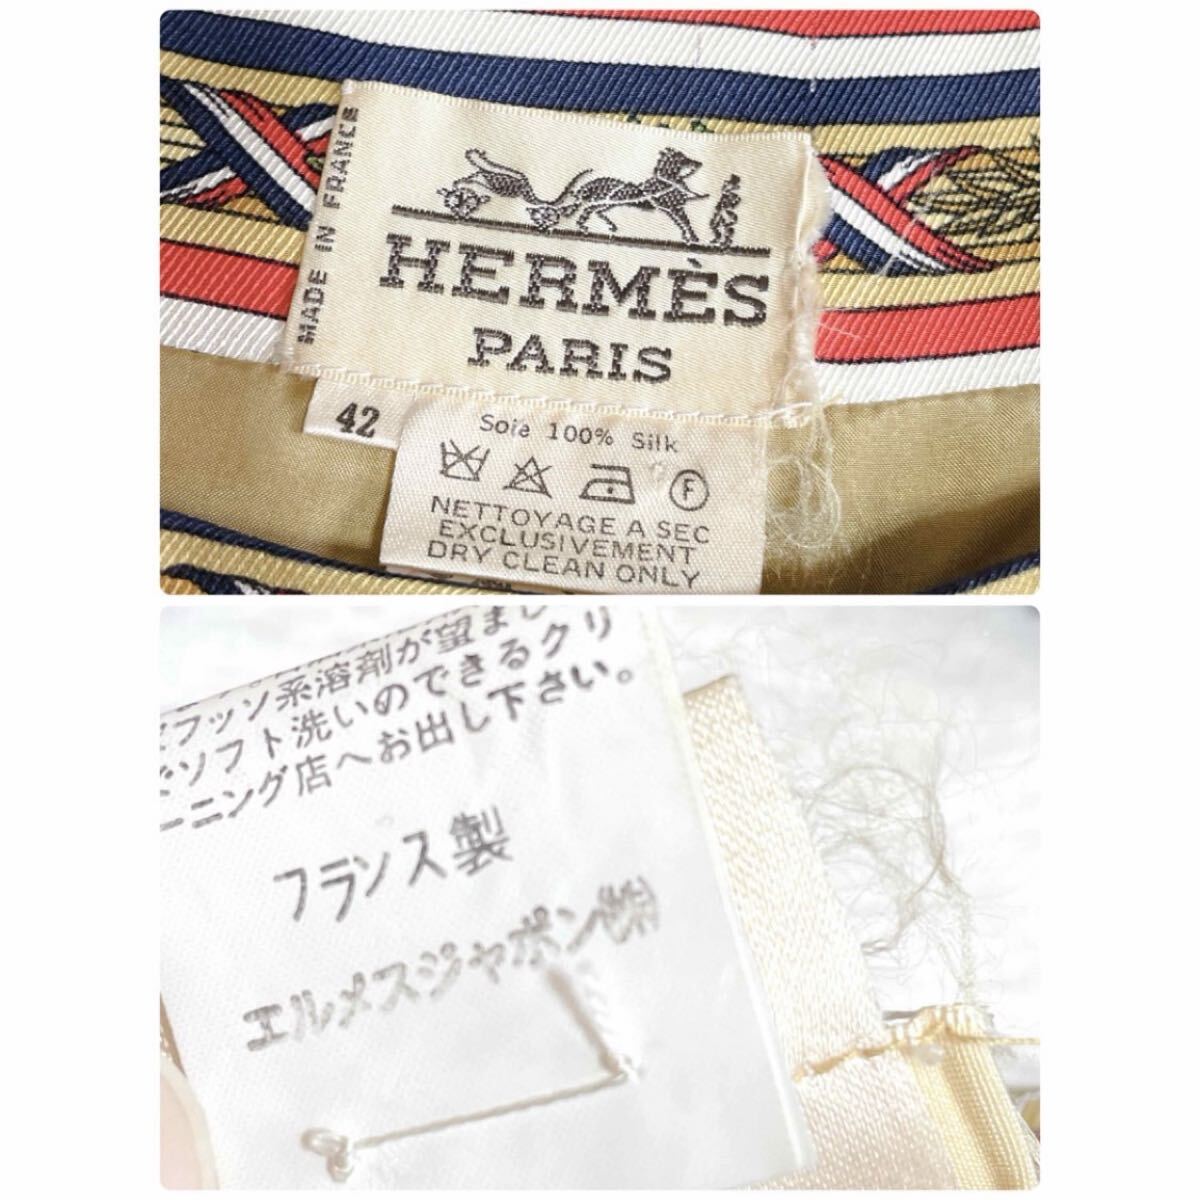 MADE IN FRANCE
HERMÈS
PARIS
42
Soie 100% Silk
F
NETTOYAGE A SEC
EXCLUSIVEMENT
DRY CLEAN ONLY
フッソ系溶剤が望まし
ソフト洗いのできるクリ
ーニング店へお出し下さい。
フランス製
エルメスジャポン㈱